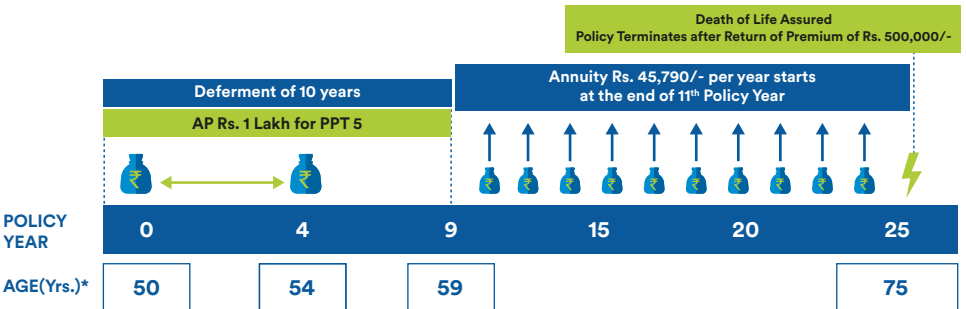 Death of Life Assured
Policy Terminates after Return of Premium of Rs. 500,000/-
Deferment of 10 years
Annuity Rs. 45,790/- per year starts
at the end of 11th Policy Year
AP Rs. 1 Lakh for PPT 5
₹ ₹ ₹ ₹ ₹ ₹ ₹ ₹ ₹ ₹ ₹ ₹
POLICY
YEAR
0 4 9 15 20 25
AGE(Yrs.)* 50 54 59 75